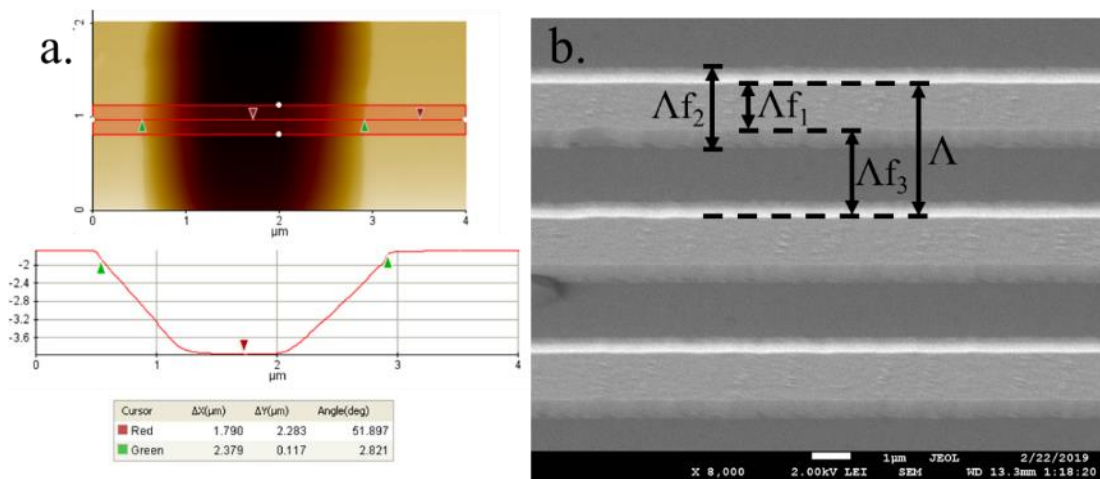 a.
2
1
0
0 1 2 3 4
µm
-2
-2.4
-2.8
-3.2
-3.6
0 1 2 3 4
µm
Cursor ΔX(µm) ΔY(µm) Angle(deg)
Red 1.790 2.283 51.897
Green 2.379 0.117 2.821
b.
Λf₂
Λf₁
Λ
Λf₃
1µm JEOL 2/22/2019
X 8,000 2.00kV LEI SEM WD 13.3mm 1:18:20